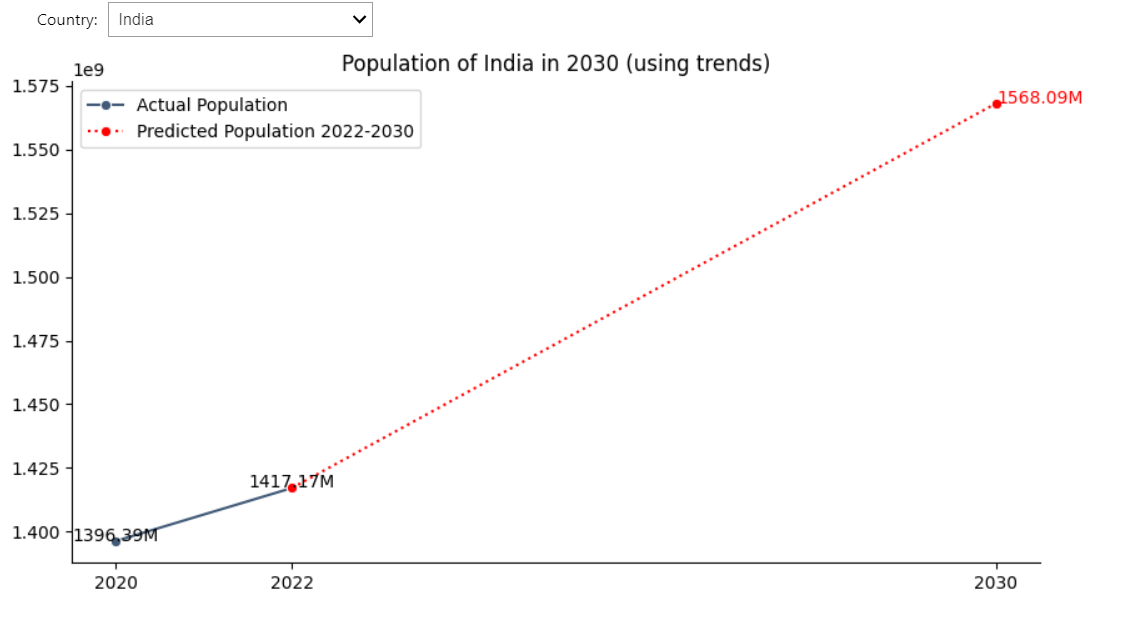 Country: India
Population of India in 2030 (using trends)
1e9
1.575
1.550
1.525
1.500
1.475
1.450
1.425
1.400
Actual Population
Predicted Population 2022-2030
1568.09M
1417.17M
1396.39M
2020 2022 2030